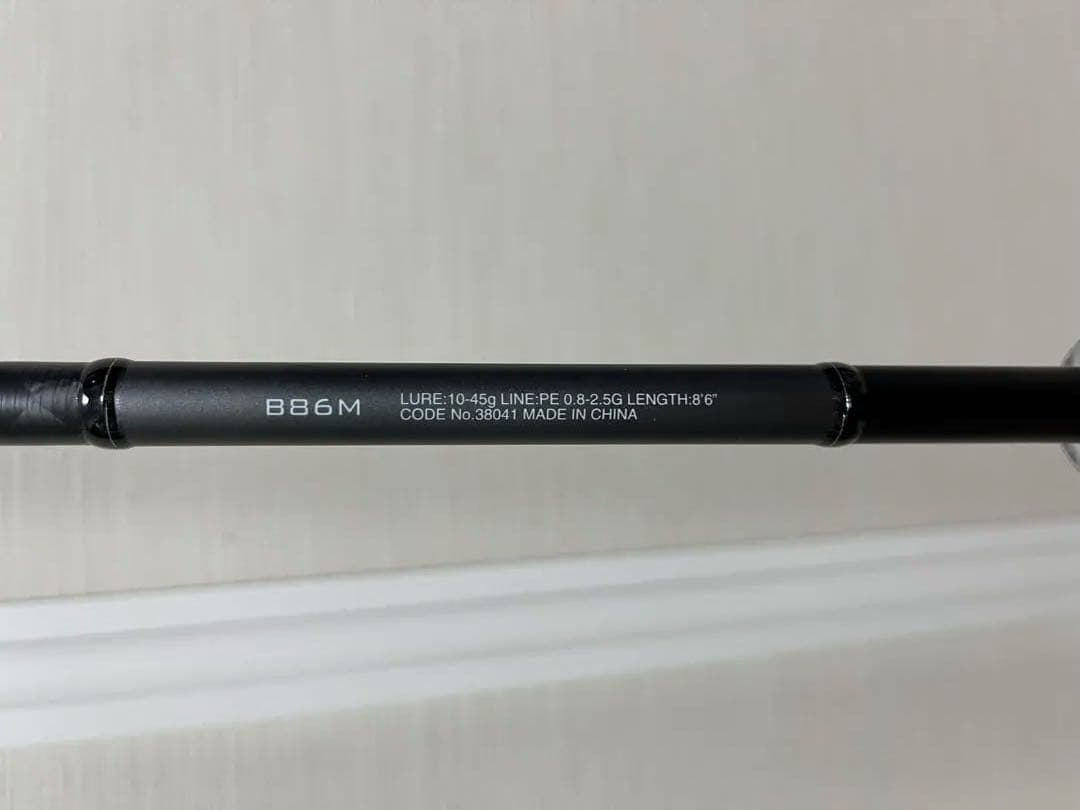 B86M
LURE:10-45g LINE:PE 0.8-2.5G LENGTH:8'6"
CODE No.38041 MADE IN CHINA